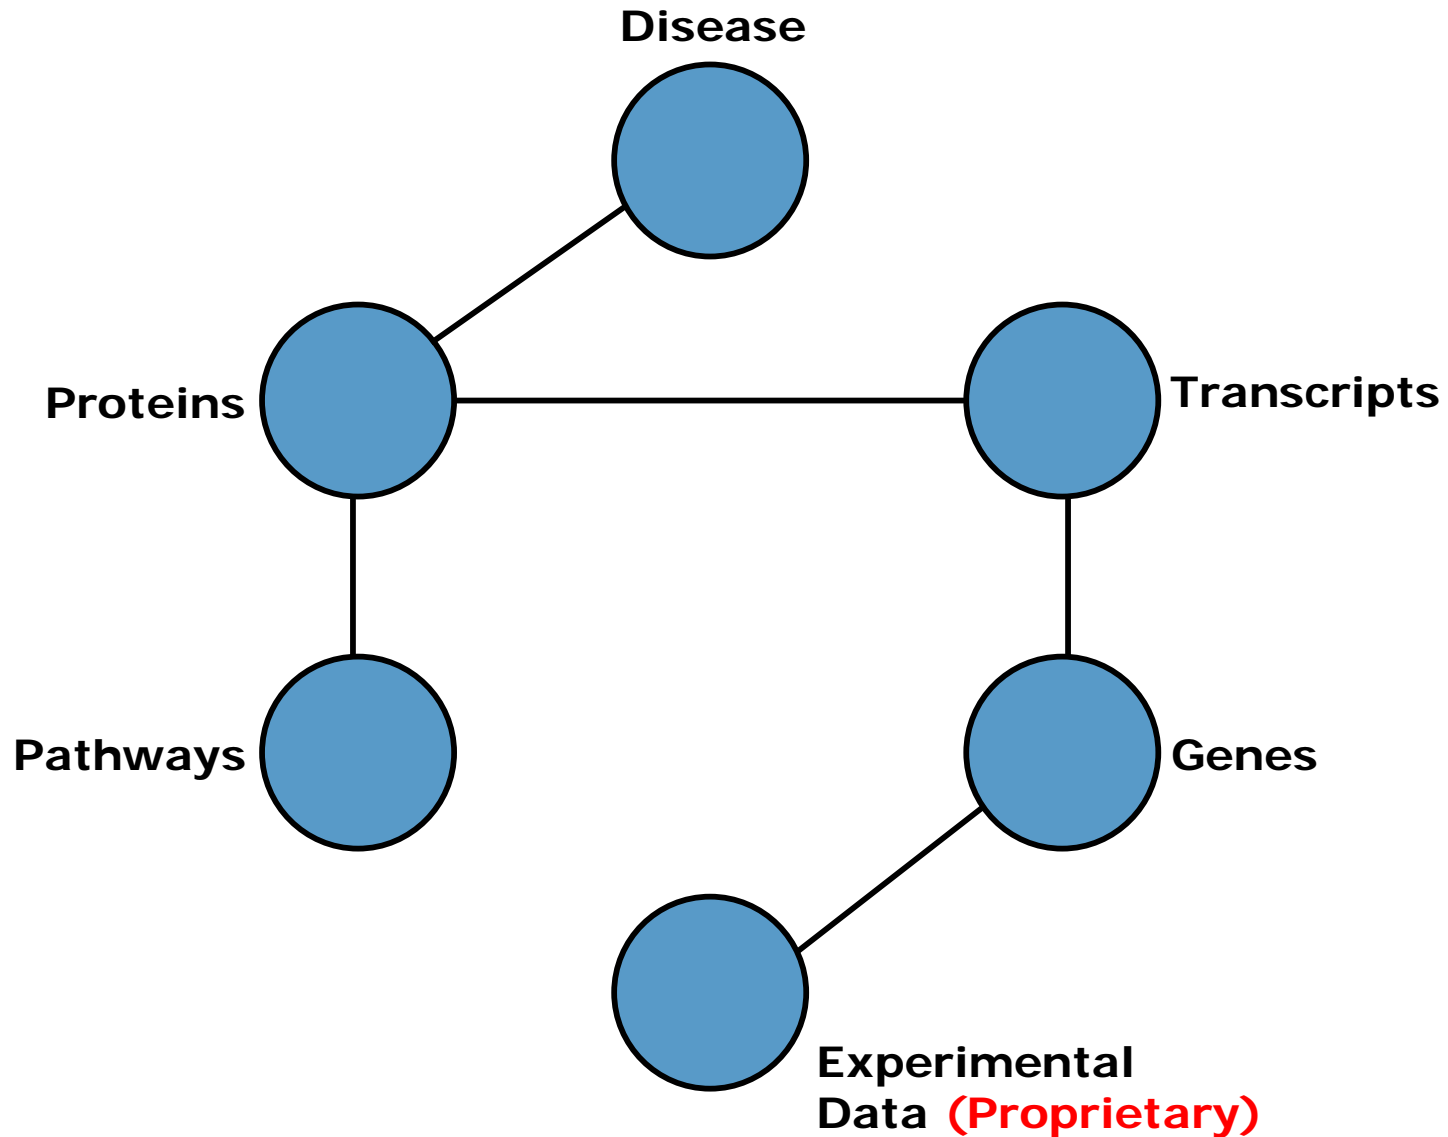 Disease
Proteins
Transcripts
Pathways
Genes
Experimental
Data (Proprietary)